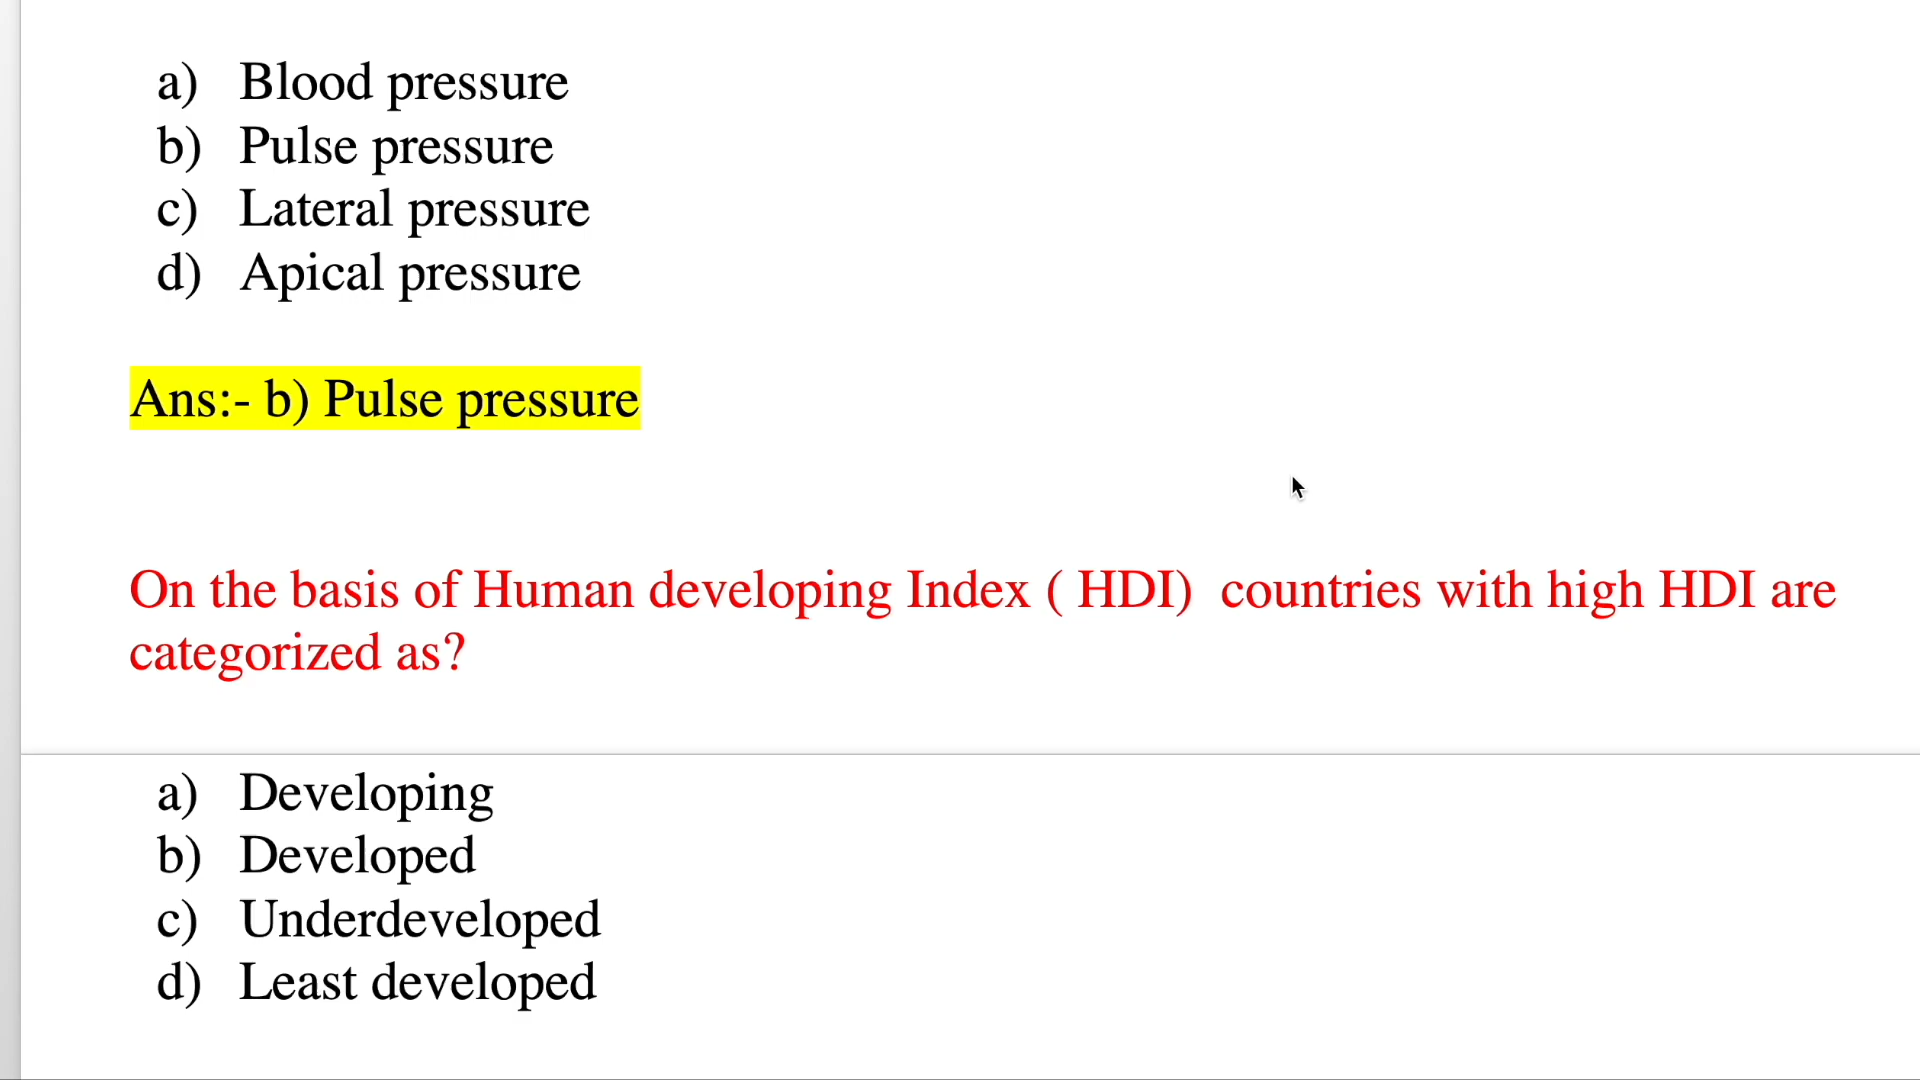 a) Blood pressure
b) Pulse pressure
c) Lateral pressure
d) Apical pressure
Ans:- b) Pulse pressure
On the basis of Human developing Index ( HDI) countries with high HDI are
categorized as?
a) Developing
b) Developed
c) Underdeveloped
d) Least developed